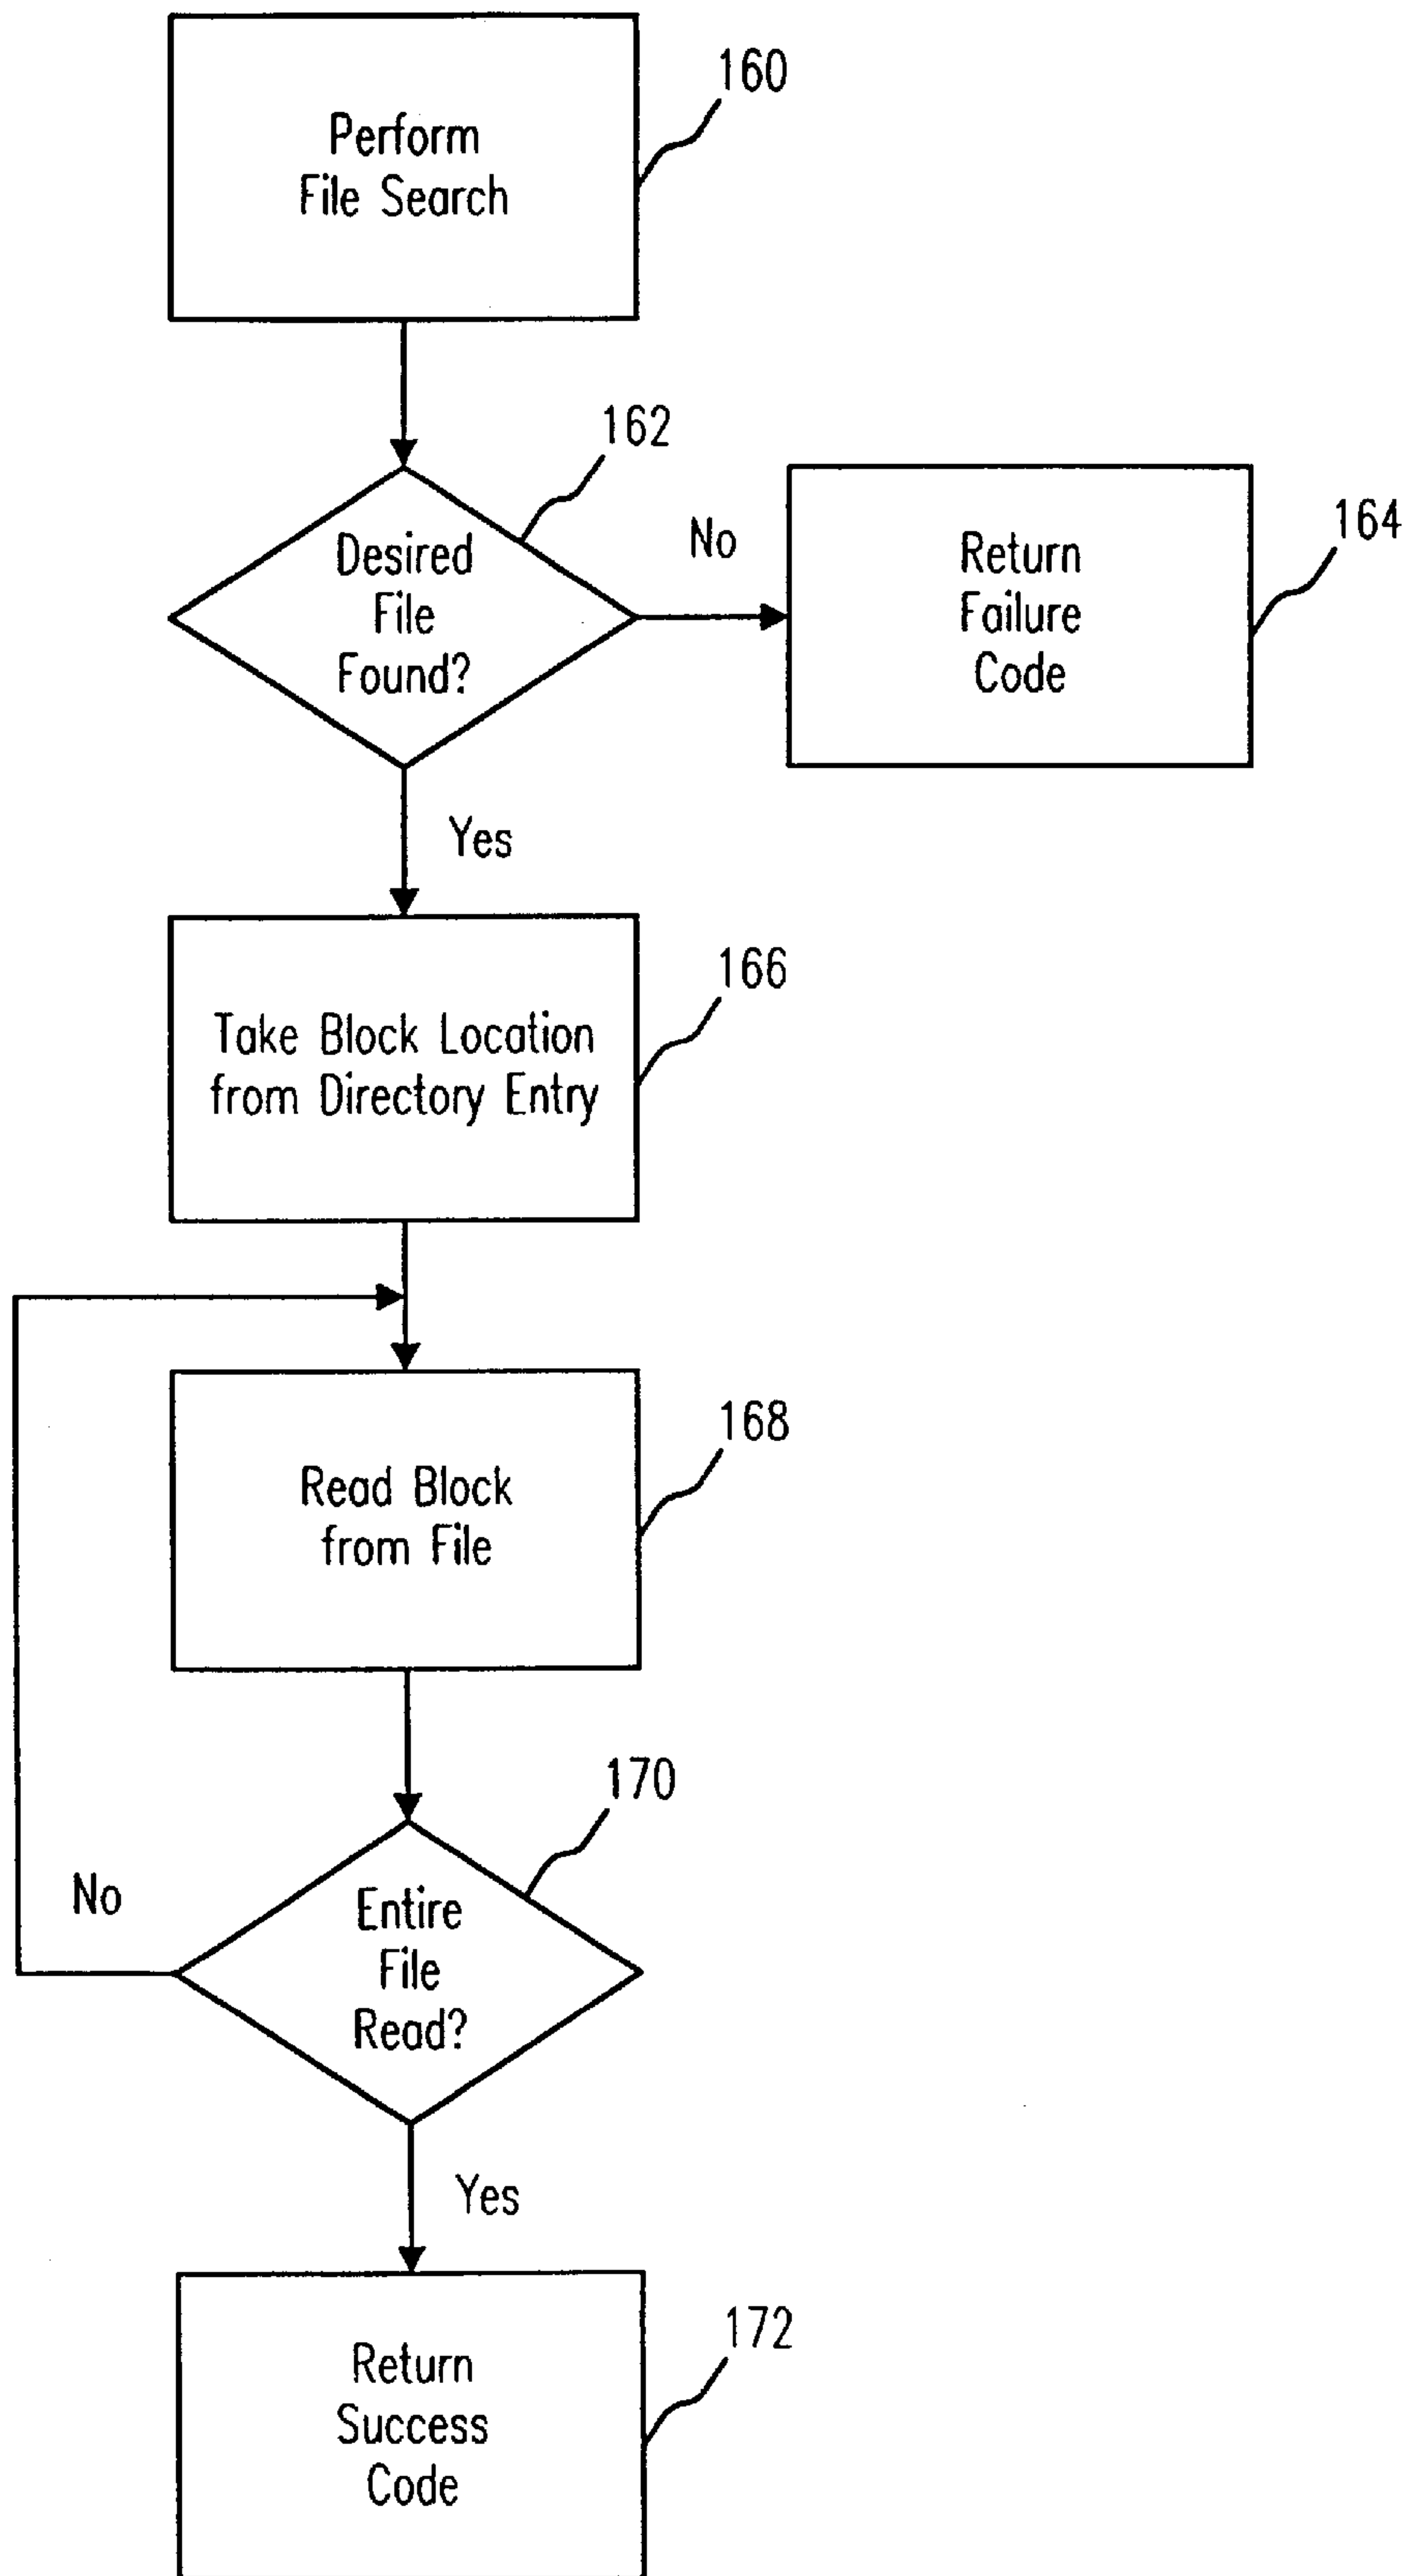 160
Perform
File Search
162
Desired
File
Found?
No
Return
Failure
Code
164
Yes
166
Take Block Location
from Directory Entry
168
Read Block
from File
170
No
Entire
File
Read?
Yes
172
Return
Success
Code